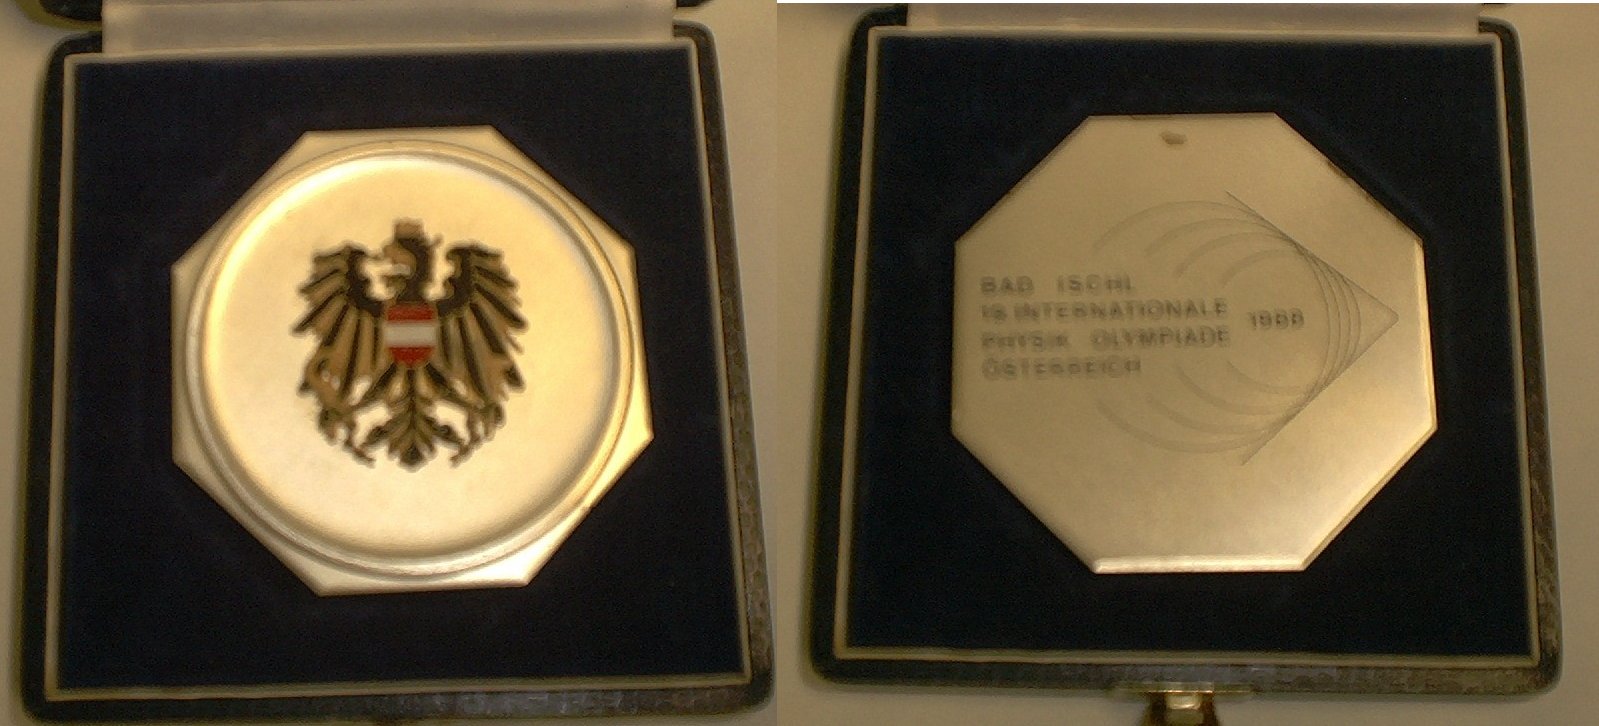 BAD ISCHL
19 INTERNATIONALE
PHYSIK OLYMPIADE
ÖSTERREICH
1988